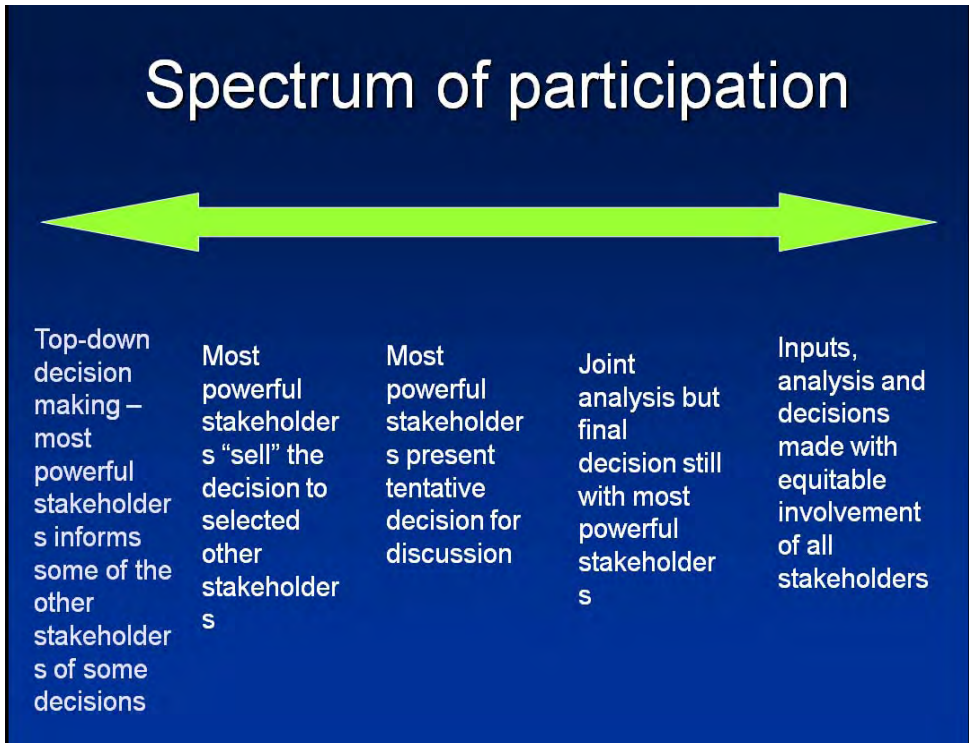 Spectrum of participation
Top-down
decision
making –
most
powerful
stakeholder
s informs
some of the
other
stakeholder
s of some
decisions
Most
powerful
stakeholder
s “sell” the
decision to
selected
other
stakeholder
s
Most
powerful
stakeholder
s present
tentative
decision for
discussion
Joint
analysis but
final
decision still
with most
powerful
stakeholder
s
Inputs,
analysis and
decisions
made with
equitable
involvement
of all
stakeholders